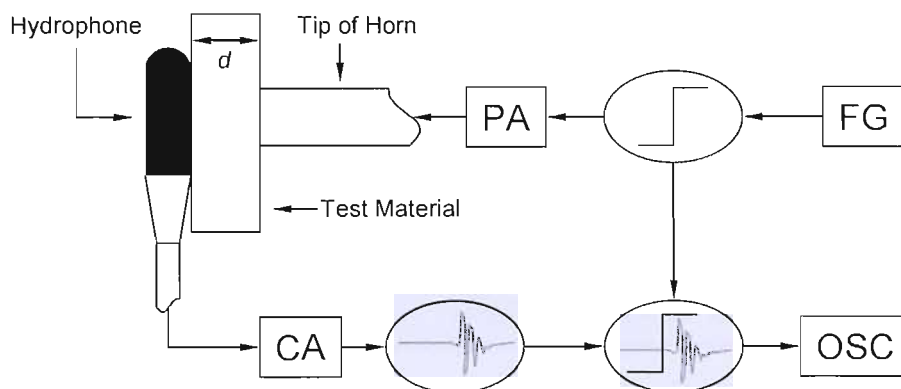 Hydrophone
Tip of Horn
d
PA
FG
Test Material
CA
OSC